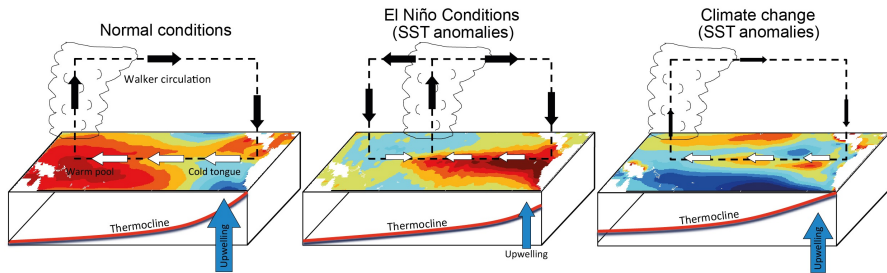 Normal conditions
Walker circulation
Warm pool
Cold tongue
Thermocline
Upwelling
El Niño Conditions
(SST anomalies)
Thermocline
Upwelling
Climate change
(SST anomalies)
Thermocline
Upwelling